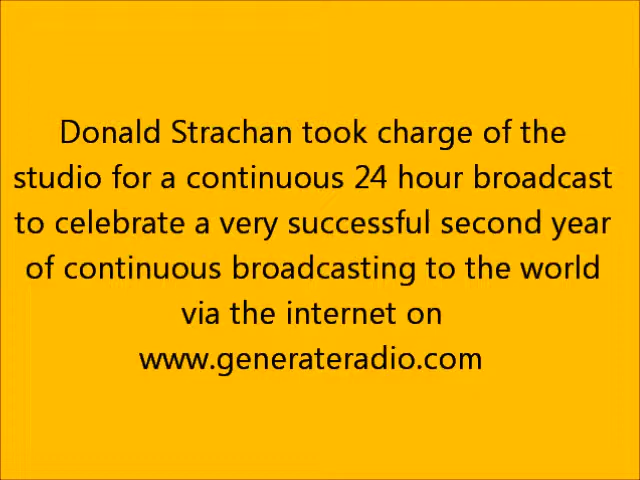 Donald Strachan took charge of the
studio for a continuous 24 hour broadcast
to celebrate a very successful second year
of continuous broadcasting to the world
via the internet on
www.generateradio.com